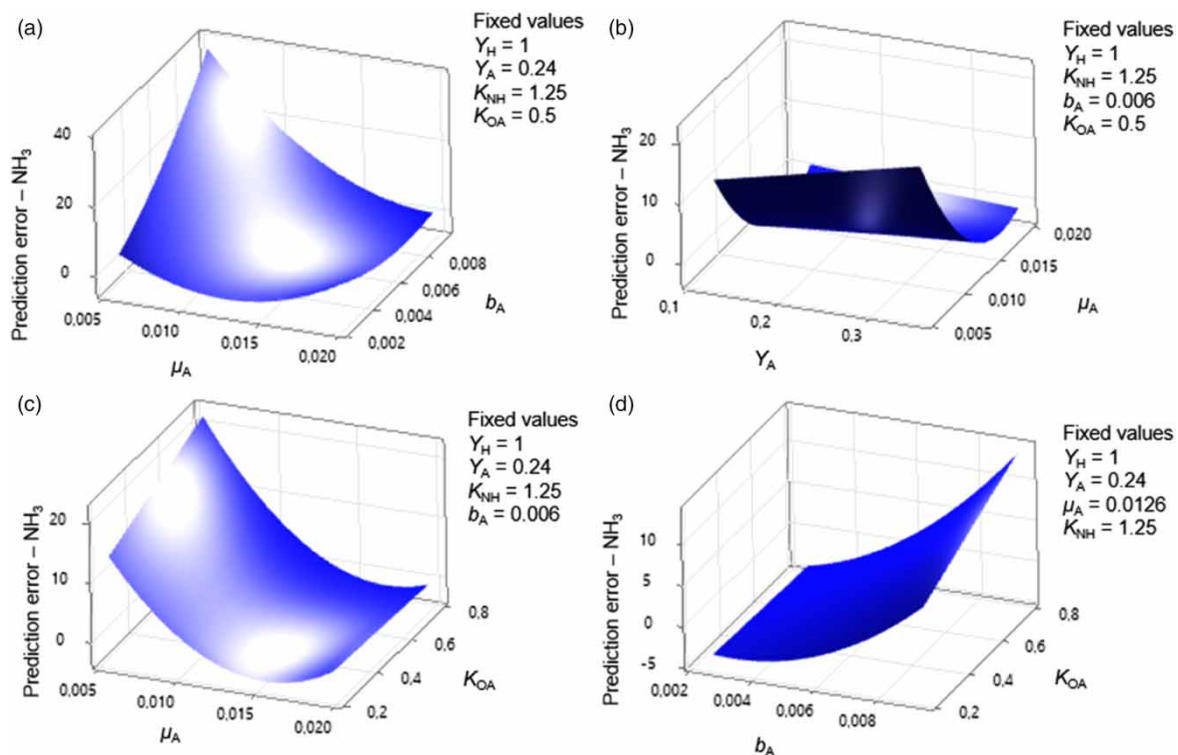 (a)
Fixed values
Y_H = 1
Y_A = 0.24
K_NH = 1.25
K_OA = 0.5
Prediction error – NH₃
40
20
0
0,005
0,010
0,015
0,020
μ_A
0,002
0,004
0,006
0,008
b_A
(b)
Fixed values
Y_H = 1
K_NH = 1.25
b_A = 0.006
K_OA = 0.5
Prediction error – NH₃
20
10
0
0,1
0,2
0,3
Y_A
0,005
0,010
0,015
0,020
μ_A
(c)
Fixed values
Y_H = 1
Y_A = 0.24
K_NH = 1.25
b_A = 0.006
Prediction error – NH₃
20
10
0
0,005
0,010
0,015
0,020
μ_A
0,2
0,4
0,6
0,8
K_OA
(d)
Fixed values
Y_H = 1
Y_A = 0.24
μ_A = 0.0126
K_NH = 1.25
Prediction error – NH₃
10
5
0
-5
0,002
0,004
0,006
0,008
b_A
0,2
0,4
0,6
0,8
K_OA